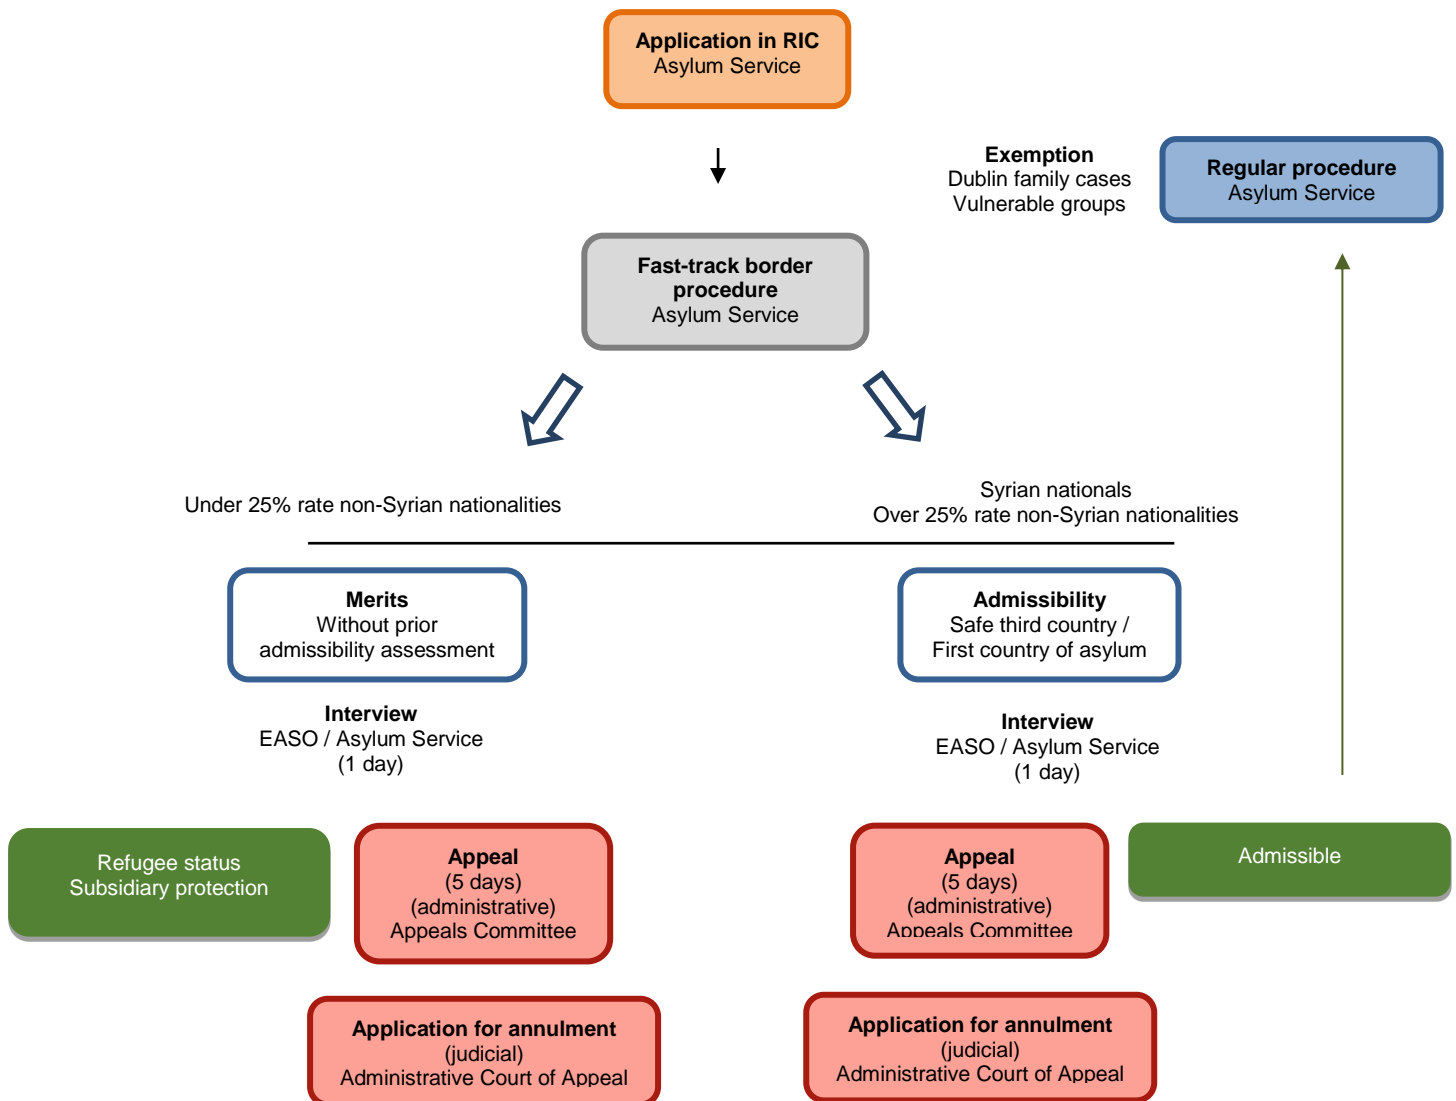 Application in RIC
Asylum Service
Exemption
Dublin family cases
Vulnerable groups
Regular procedure
Asylum Service
Fast-track border
procedure
Asylum Service
Under 25% rate non-Syrian nationalities
Syrian nationals
Over 25% rate non-Syrian nationalities
Merits
Without prior
admissibility assessment
Admissibility
Safe third country /
First country of asylum
Interview
EASO / Asylum Service
(1 day)
Interview
EASO / Asylum Service
(1 day)
Refugee status
Subsidiary protection
Appeal
(5 days)
(administrative)
Appeals Committee
Appeal
(5 days)
(administrative)
Appeals Committee
Admissible
Application for annulment
(judicial)
Administrative Court of Appeal
Application for annulment
(judicial)
Administrative Court of Appeal